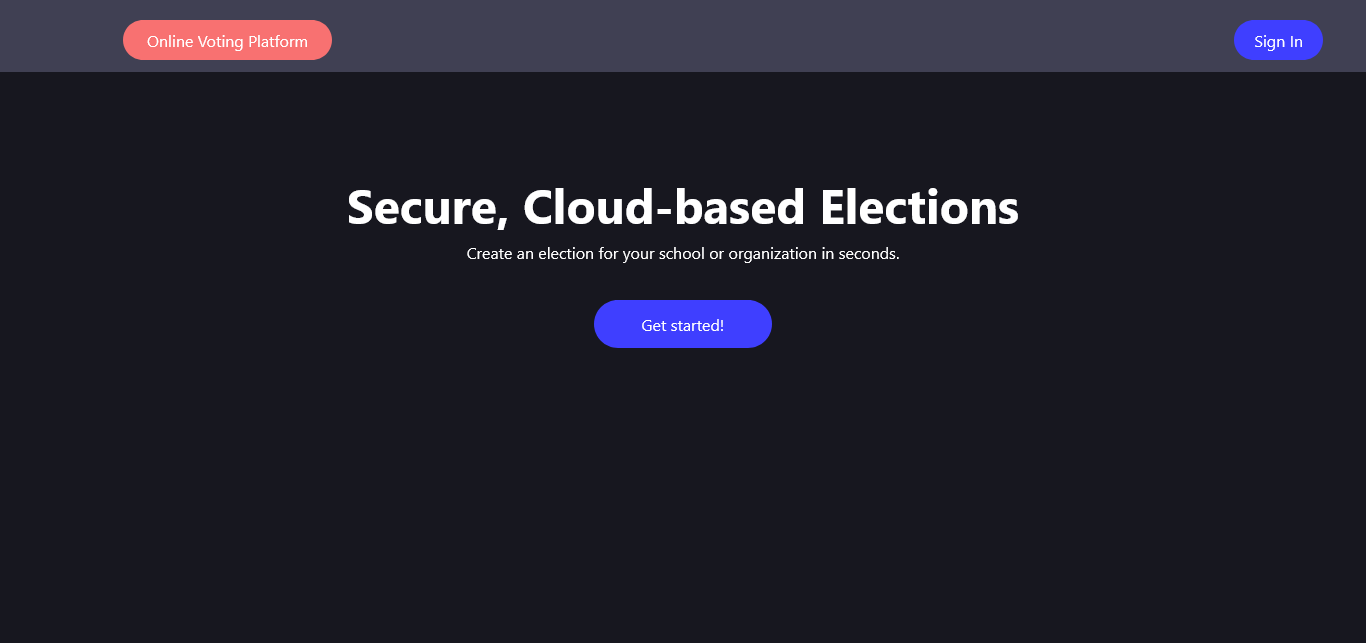 Online Voting Platform
Sign In
Secure, Cloud-based Elections
Create an election for your school or organization in seconds.
Get started!